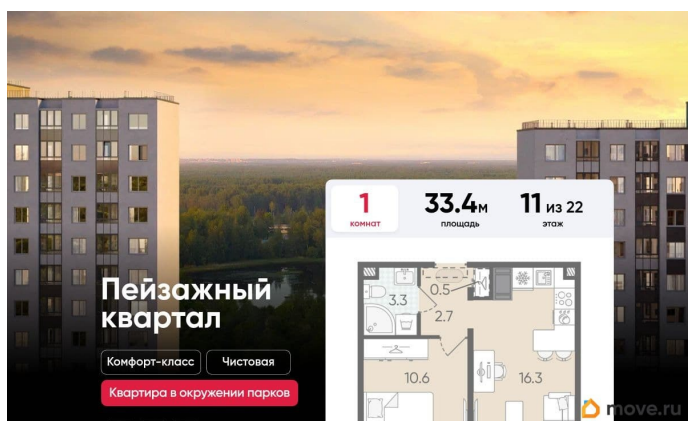 1
комнат
33.4м
площадь
11 из 22
этаж
Пейзажный
квартал
Комфорт-класс
Чистовая
Квартира в окружении парков
3.3
0.5
2.7
10.6
16.3
move.ru